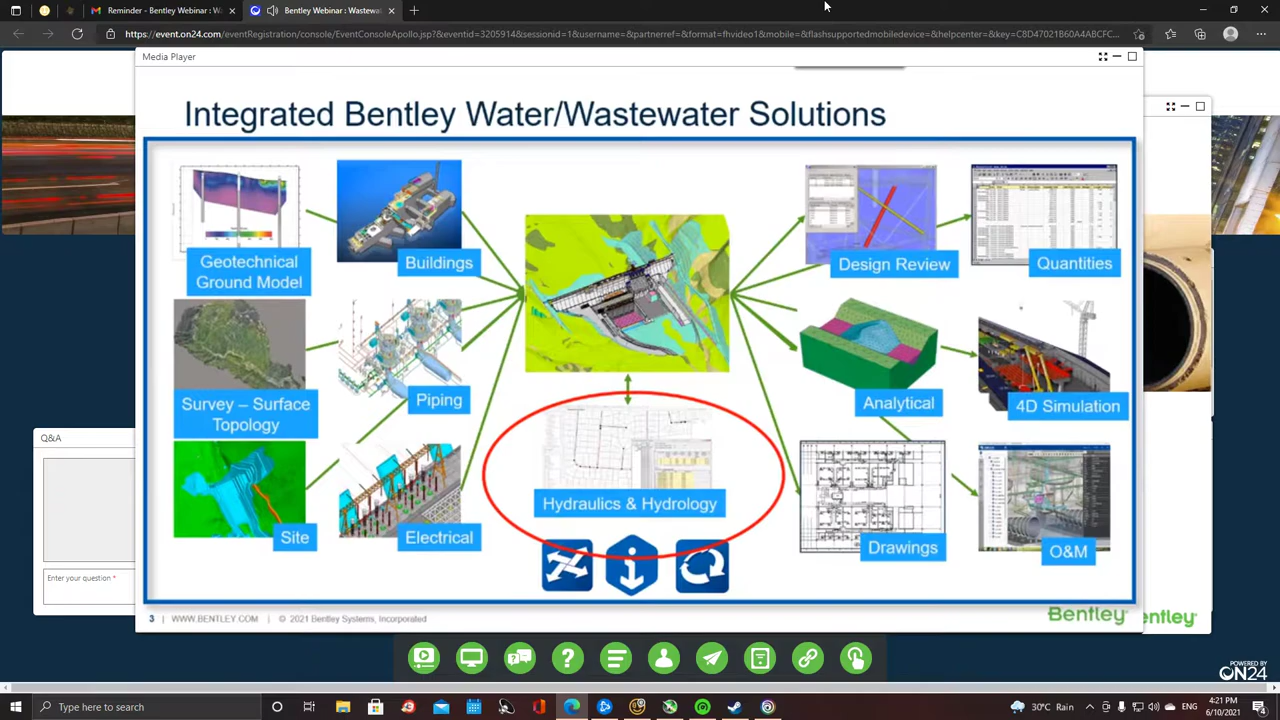 Reminder - Bentley Webinar : Wa
Bentley Webinar : Wastewa
https://event.on24.com/eventRegistration/console/EventConsoleApollo.jsp?&eventid=3205914&sessionid=1&username=&partnerref=&format=fhvideo1&mobile=&flashsupportedmobiledevice=&helpcenter=&key=C8D47021B60A4ABCFC...
Media Player
Integrated Bentley Water/Wastewater Solutions
Geotechnical
Ground Model
Buildings
Design Review
Quantities
Survey – Surface
Topology
Piping
Analytical
4D Simulation
Hydraulics & Hydrology
Site
Electrical
Drawings
O&M
3 | WWW.BENTLEY.COM | © 2021 Bentley Systems, Incorporated
Bentley
entley
Q&A
Enter your question *
POWERED BY
ON24
Type here to search
30°C Rain
4:21 PM
6/10/2021
4